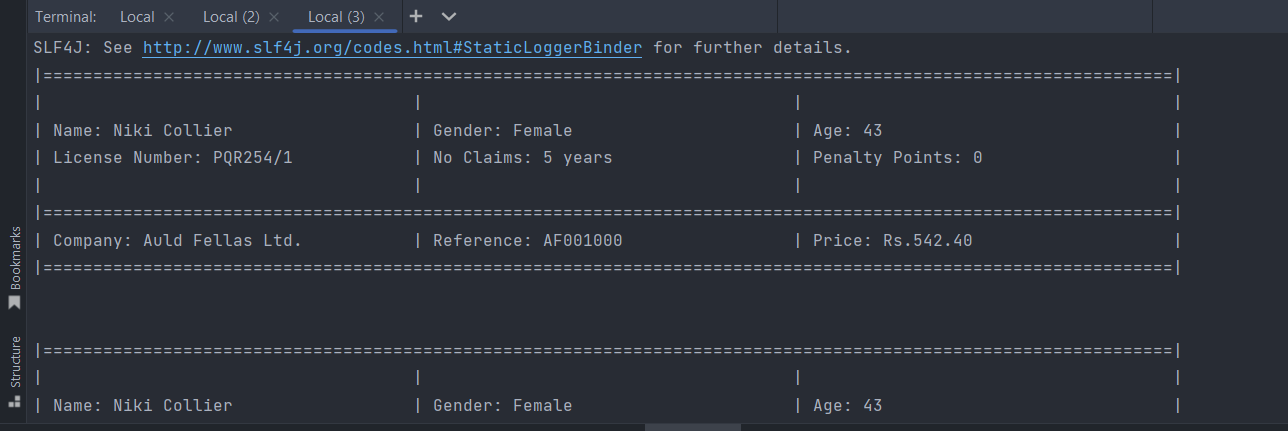 Terminal: Local × Local (2) × Local (3) × +
SLF4J: See http://www.slf4j.org/codes.html#StaticLoggerBinder for further details.
|=================================================================================================================|
| | | |
| Name: Niki Collier | Gender: Female | Age: 43 |
| License Number: PQR254/1 | No Claims: 5 years | Penalty Points: 0 |
| | | |
|=================================================================================================================|
| Company: Auld Fellas Ltd. | Reference: AF001000 | Price: Rs.542.40 |
|=================================================================================================================|
|=================================================================================================================|
| | | |
| Name: Niki Collier | Gender: Female | Age: 43 |
Bookmarks
Structure